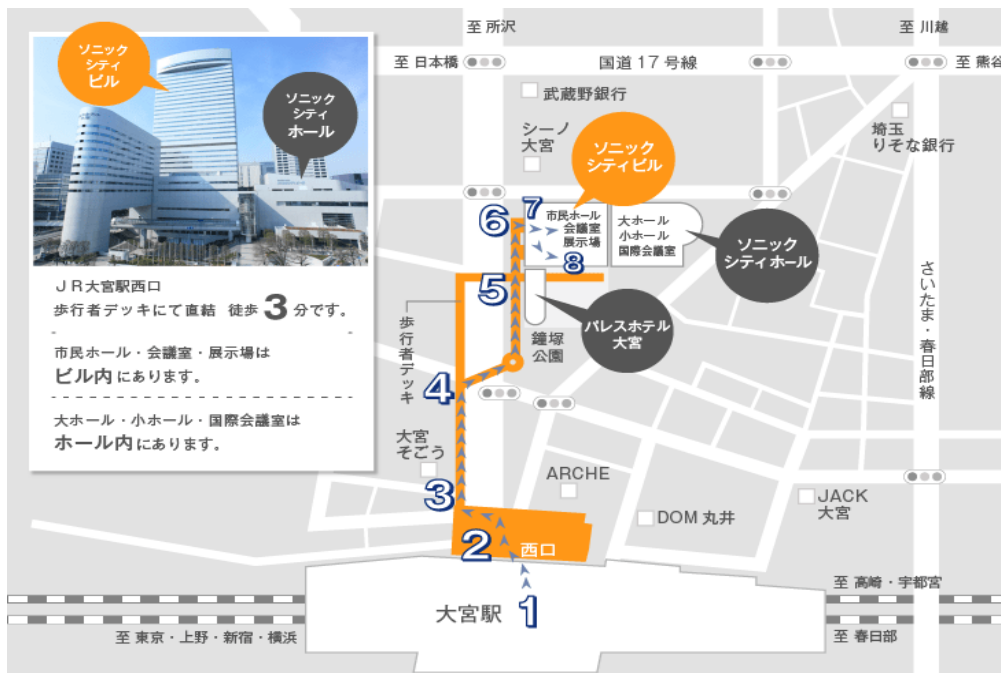 ソニック
シティ
ビル
ソニック
シティ
ホール
JR大宮駅西口
歩行者デッキにて直結 徒歩 3 分です。
市民ホール・会議室・展示場は
ビル内にあります。
大ホール・小ホール・国際会議室は
ホール内にあります。
至 所沢
至 川越
至 日本橋
国道17号線
至 熊谷
武蔵野銀行
シーノ
大宮
埼玉
りそな銀行
ソニック
シティビル
6
7
市民ホール
会議室
展示場
8
大ホール
小ホール
国際会議室
ソニック
シティホール
5
パレスホテル
大宮
鐘塚
公園
さいたま・春日部線
歩行者デッキ
4
大宮
そごう
3
ARCHE
DOM 丸井
JACK
大宮
2
西口
1
大宮駅
至 高崎・宇都宮
至 東京・上野・新宿・横浜
至 春日部